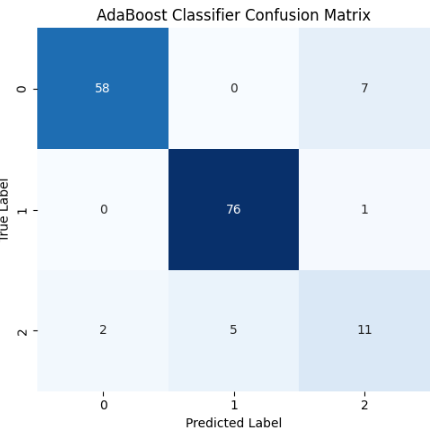 AdaBoost Classifier Confusion Matrix
0 58 0 7
1 0 76 1
2 2 5 11
0 1 2
True Label
Predicted Label